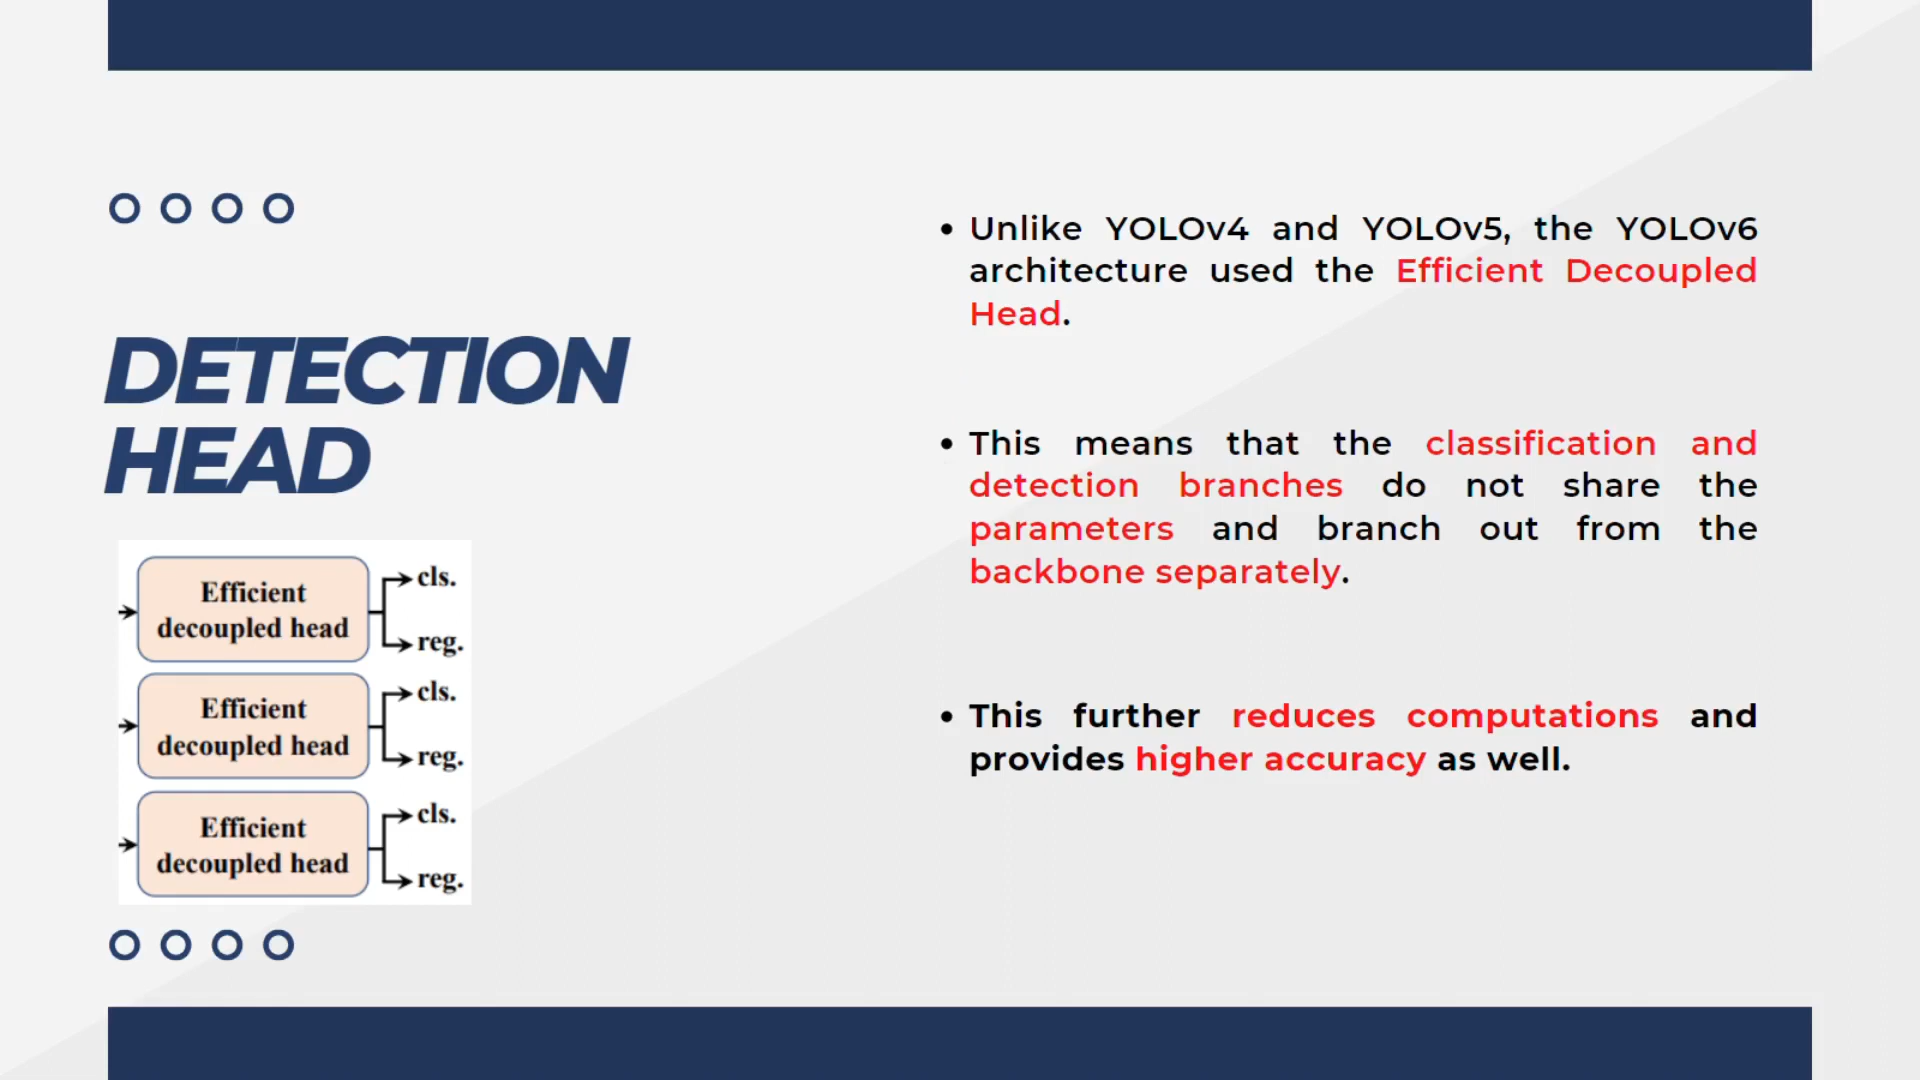 DETECTION
HEAD
Efficient
decoupled head
cls.
reg.
Efficient
decoupled head
cls.
reg.
Efficient
decoupled head
cls.
reg.
• Unlike YOLOv4 and YOLOv5, the YOLOv6
architecture used the Efficient Decoupled
Head.
• This means that the classification and
detection branches do not share the
parameters and branch out from the
backbone separately.
• This further reduces computations and
provides higher accuracy as well.